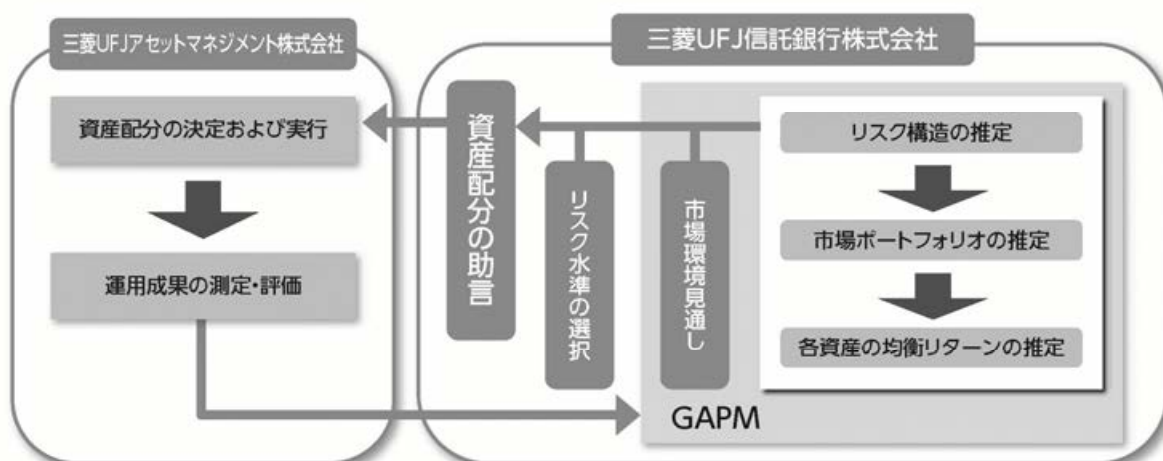 三菱UFJアセットマネジメント株式会社
資産配分の決定および実行
運用成果の測定・評価
三菱UFJ信託銀行株式会社
資産配分の助言
リスク水準の選択
市場環境見通し
リスク構造の推定
市場ポートフォリオの推定
各資産の均衡リターンの推定
GAPM